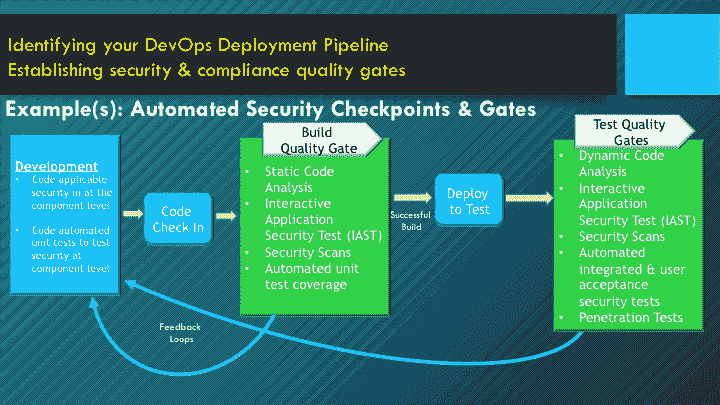 Identifying your DevOps Deployment Pipeline
Establishing security & compliance quality gates
Example(s): Automated Security Checkpoints & Gates
Development
• Code applicable
security in at the
component level
• Code automated
unit tests to test
security at
component level
Code
Check In
Build
Quality Gate
• Static Code
Analysis
• Interactive
Application
Security Test (IAST)
• Security Scans
• Automated unit
test coverage
Successful
Build
Deploy
to Test
Test Quality
Gates
• Dynamic Code
Analysis
• Interactive
Application
Security Test (IAST)
• Security Scans
• Automated
integrated & user
acceptance
security tests
• Penetration Tests
Feedback
Loops